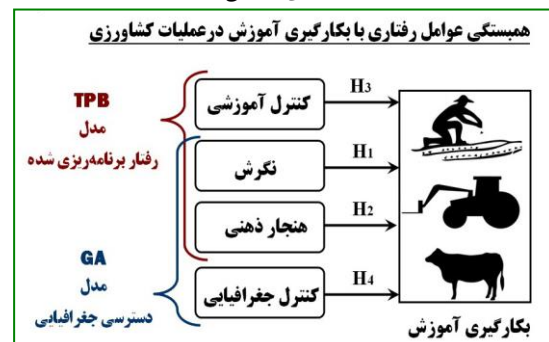 همبستگی عوامل رفتاری با بکارگیری آموزش درعملیات کشاورزی
TPB
مدل
رفتار برنامه‌ریزی شده
GA
مدل
دسترسی جغرافیایی
کنترل آموزشی
نگرش
هنجار ذهنی
کنترل جغرافیایی
H3
H1
H2
H4
بکارگیری آموزش